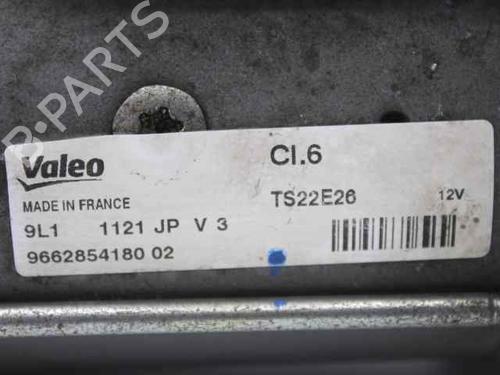 B-PARTS
Valeo
Cl.6
MADE IN FRANCE
TS22E26 12V
9L1 1121 JP V 3
9662854180 02